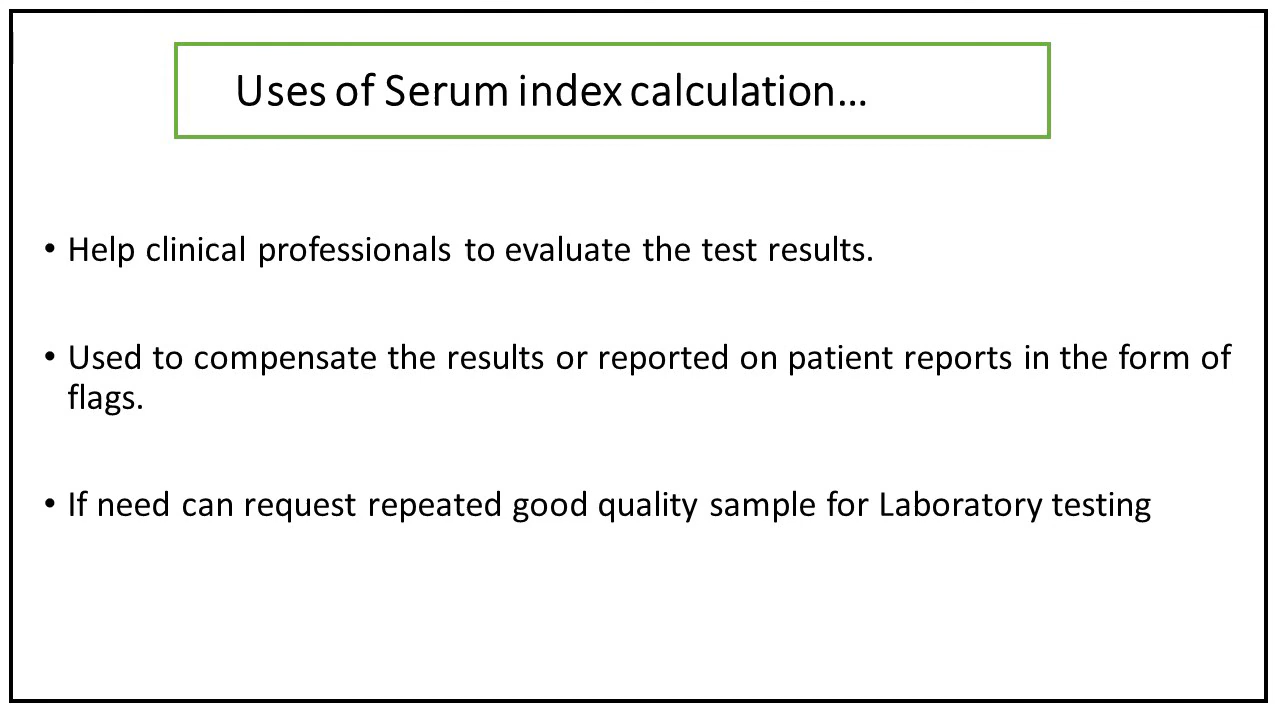 Uses of Serum index calculation…
• Help clinical professionals to evaluate the test results.
• Used to compensate the results or reported on patient reports in the form of
flags.
• If need can request repeated good quality sample for Laboratory testing